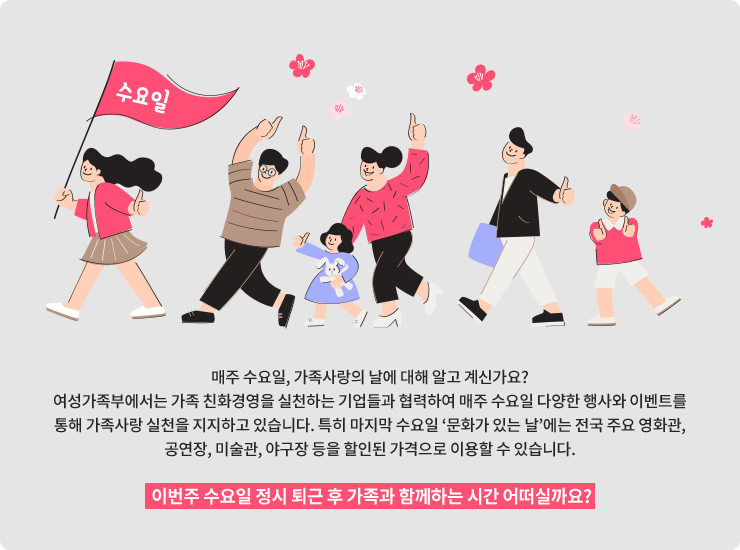 수요일
매주 수요일, 가족사랑의 날에 대해 알고 계신가요?
여성가족부에서는 가족 친화경영을 실천하는 기업들과 협력하여 매주 수요일 다양한 행사와 이벤트를
통해 가족사랑 실천을 지지하고 있습니다. 특히 마지막 수요일 ‘문화가 있는 날’에는 전국 주요 영화관,
공연장, 미술관, 야구장 등을 할인된 가격으로 이용할 수 있습니다.
이번주 수요일 정시 퇴근 후 가족과 함께하는 시간 어떠실까요?